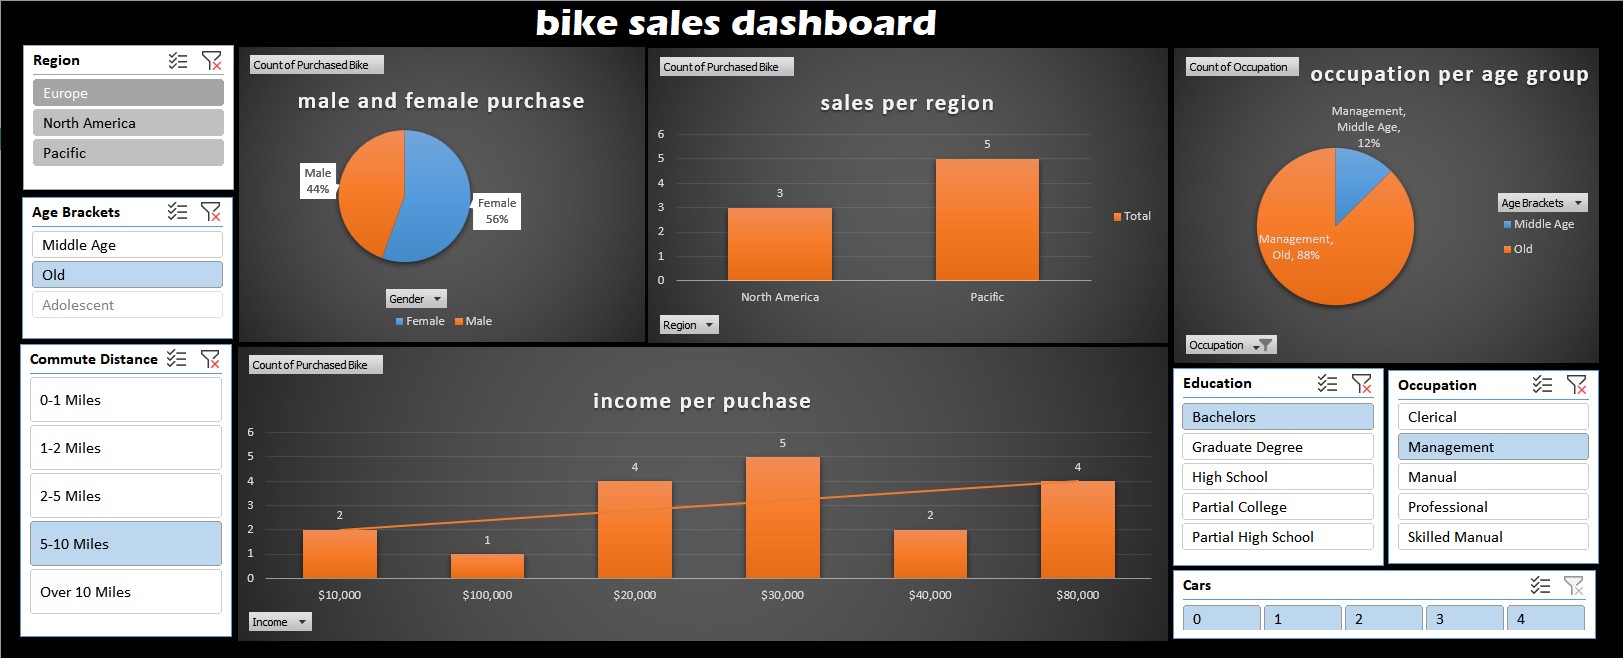 bike sales dashboard
Region
Europe
North America
Pacific
Age Brackets
Middle Age
Old
Adolescent
Commute Distance
0-1 Miles
1-2 Miles
2-5 Miles
5-10 Miles
Over 10 Miles
Count of Purchased Bike
male and female purchase
Male
44%
Female
56%
Gender
Female
Male
Count of Purchased Bike
sales per region
6
5
4
3
2
1
0
3
5
North America
Pacific
Total
Region
Count of Occupation
occupation per age group
Management,
Middle Age,
12%
Management,
Old, 88%
Age Brackets
Middle Age
Old
Occupation
Count of Purchased Bike
income per puchase
6
5
4
3
2
1
0
2
1
4
5
2
4
$10,000
$100,000
$20,000
$30,000
$40,000
$80,000
Income
Education
Bachelors
Graduate Degree
High School
Partial College
Partial High School
Occupation
Clerical
Management
Manual
Professional
Skilled Manual
Cars
0
1
2
3
4